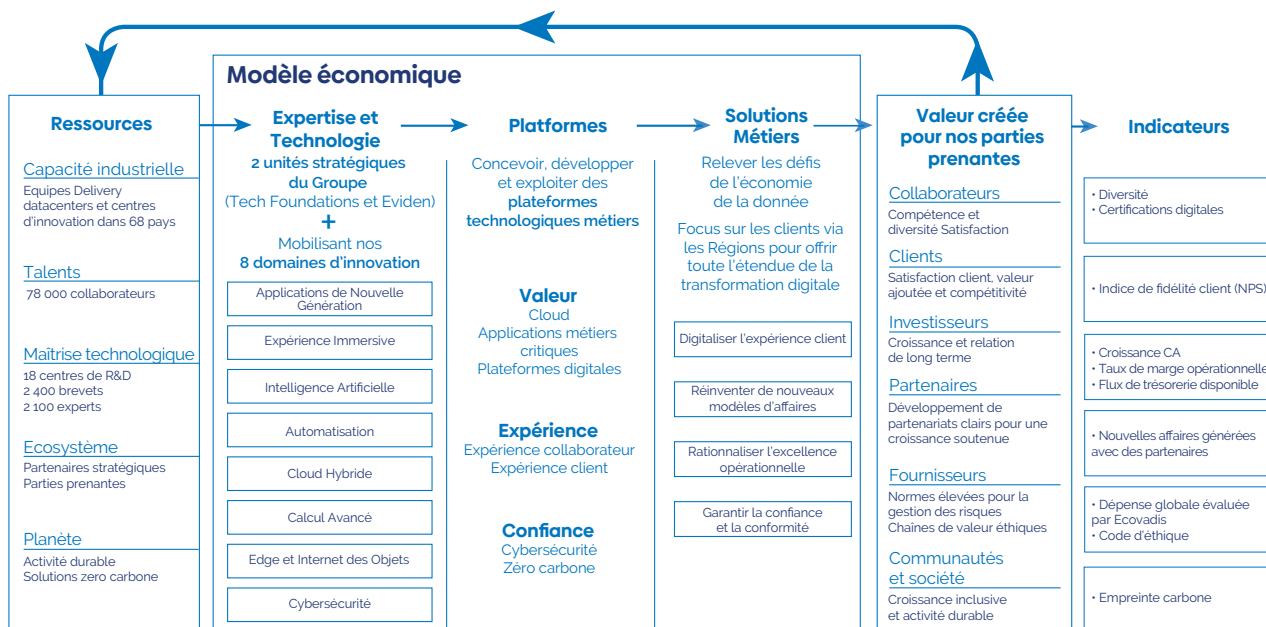 Modèle économique
Ressources
Capacité industrielle
Equipes Delivery
datacenters et centres
d'innovation dans 68 pays
Talents
78 000 collaborateurs
Maîtrise technologique
18 centres de R&D
2 400 brevets
2 100 experts
Ecosystème
Partenaires stratégiques
Parties prenantes
Planète
Activité durable
Solutions zero carbone
Expertise et
Technologie
2 unités stratégiques
du Groupe
(Tech Foundations et Eviden)
+
Mobilisant nos
8 domaines d'innovation
Applications de Nouvelle
Génération
Expérience Immersive
Intelligence Artificielle
Automatisation
Cloud Hybride
Calcul Avancé
Edge et Internet des Objets
Cybersécurité
Platformes
Concevoir, développer
et exploiter des
plateformes
technologiques métiers
Valeur
Cloud
Applications métiers
critiques
Plateformes digitales
Expérience
Expérience collaborateur
Expérience client
Confiance
Cybersécurité
Zéro carbone
Solutions
Métiers
Relever les défis
de l'économie
de la donnée
Focus sur les clients via
les Régions pour offrir
toute l'étendue de la
transformation digitale
Digitaliser l'expérience client
Réinventer de nouveaux
modèles d'affaires
Rationnaliser l'excellence
opérationnelle
Garantir la confiance
et la conformité
Valeur créée
pour nos parties
prenantes
Collaborateurs
Compétence et
diversité Satisfaction
Clients
Satisfaction client, valeur
ajoutée et compétitivité
Investisseurs
Croissance et relation
de long terme
Partenaires
Développement de
partenariats clairs pour une
croissance soutenue
Fournisseurs
Normes élevées pour la
gestion des risques
Chaînes de valeur éthiques
Communautés
et société
Croissance inclusive
et activité durable
Indicateurs
• Diversité
• Certifications digitales
• Indice de fidélité client (NPS)
• Croissance CA
• Taux de marge opérationnelle
• Flux de trésorerie disponible
• Nouvelles affaires générées
avec des partenaires
• Dépense globale évaluée
par Ecovadis
• Code d'éthique
• Empreinte carbone